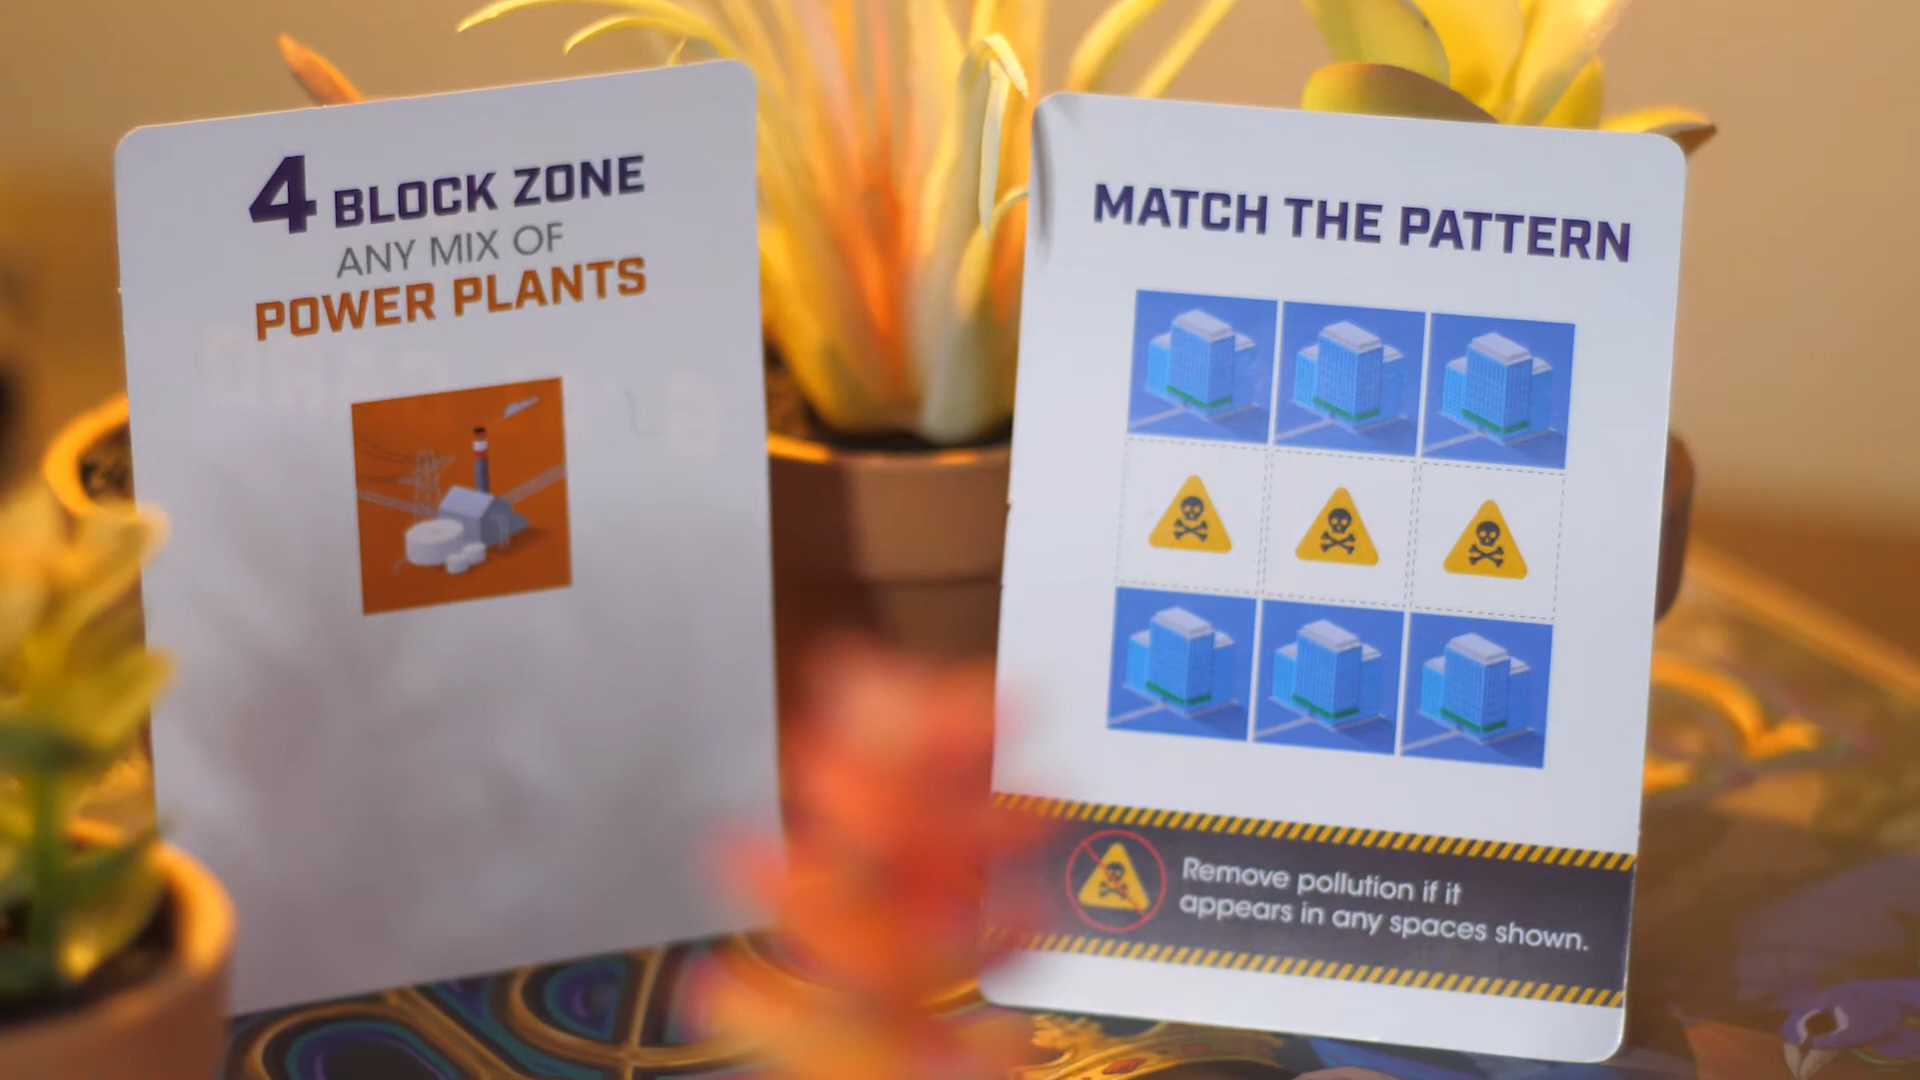 4 BLOCK ZONE
ANY MIX OF
POWER PLANTS
MATCH THE PATTERN
Remove pollution if it
appears in any spaces shown.